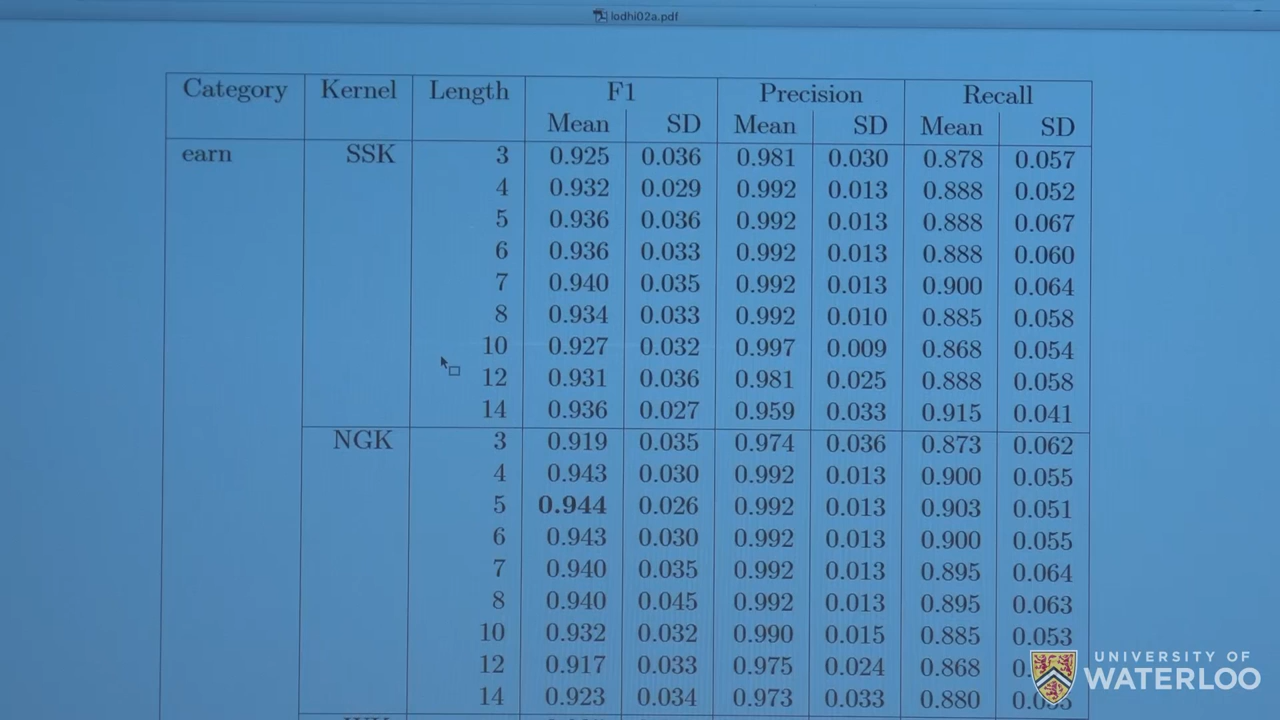 lodhi02a.pdf
Category Kernel Length F1 Precision Recall
Mean SD Mean SD Mean SD
earn SSK 3 0.925 0.036 0.981 0.030 0.878 0.057
4 0.932 0.029 0.992 0.013 0.888 0.052
5 0.936 0.036 0.992 0.013 0.888 0.067
6 0.936 0.033 0.992 0.013 0.888 0.060
7 0.940 0.035 0.992 0.013 0.900 0.064
8 0.934 0.033 0.992 0.010 0.885 0.058
10 0.927 0.032 0.997 0.009 0.868 0.054
12 0.931 0.036 0.981 0.025 0.888 0.058
14 0.936 0.027 0.959 0.033 0.915 0.041
NGK 3 0.919 0.035 0.974 0.036 0.873 0.062
4 0.943 0.030 0.992 0.013 0.900 0.055
5 0.944 0.026 0.992 0.013 0.903 0.051
6 0.943 0.030 0.992 0.013 0.900 0.055
7 0.940 0.035 0.992 0.013 0.895 0.064
8 0.940 0.045 0.992 0.013 0.895 0.063
10 0.932 0.032 0.990 0.015 0.885 0.053
12 0.917 0.033 0.975 0.024 0.868
14 0.923 0.034 0.973 0.033 0.880
UNIVERSITY OF
WATERLOO